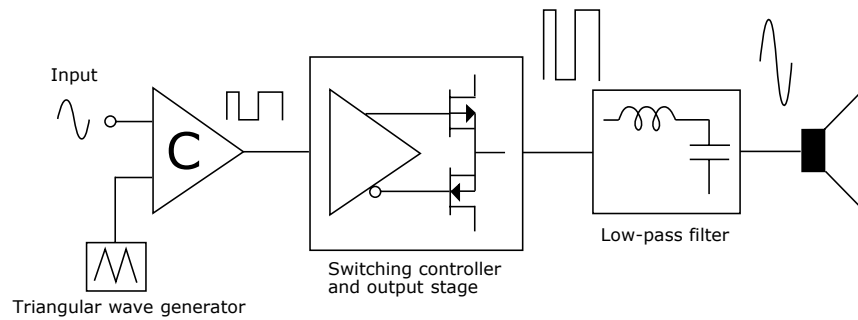 Input
C
Triangular wave generator
Switching controller
and output stage
Low-pass filter